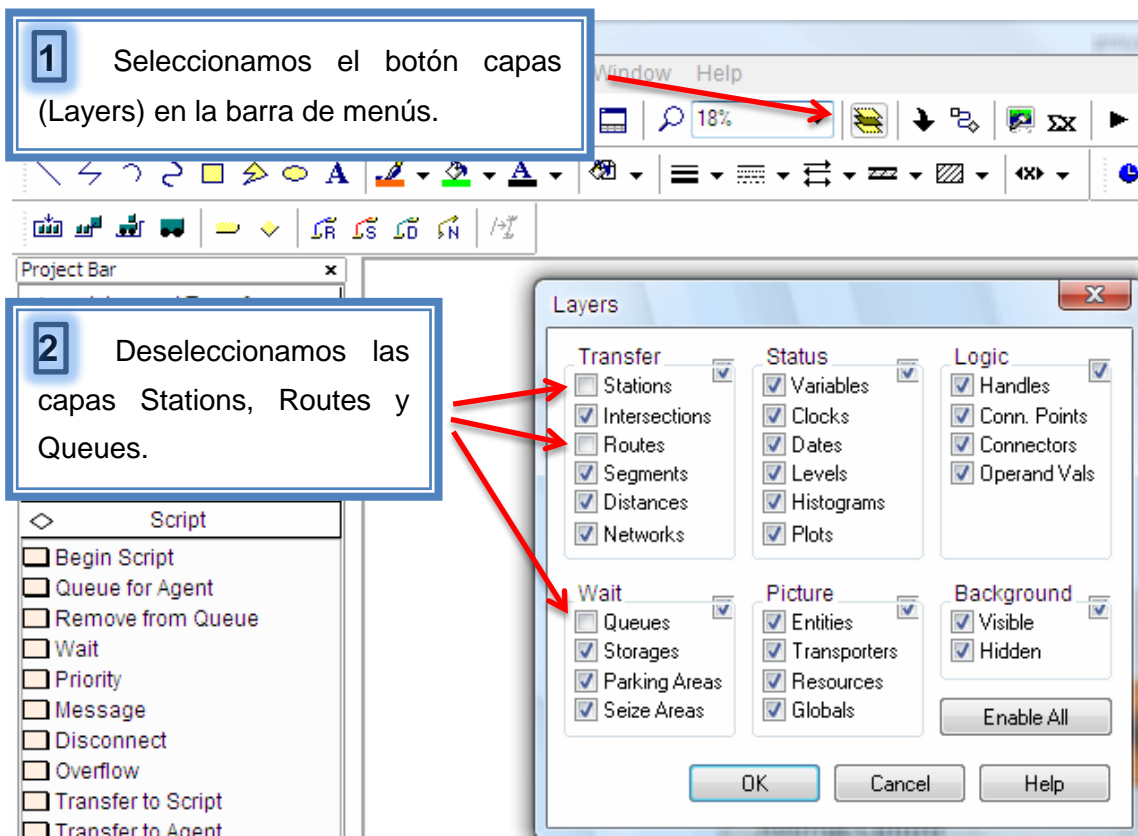 1 Seleccionamos el botón capas
(Layers) en la barra de menús.
Window Help
18%
A A
R S D N
Project Bar x
2 Deseleccionamos las
capas Stations, Routes y
Queues.
Script
Begin Script
Queue for Agent
Remove from Queue
Wait
Priority
Message
Disconnect
Overflow
Transfer to Script
Transfer to Agent
Layers
Transfer
Stations
Intersections
Routes
Segments
Distances
Networks
Status
Variables
Clocks
Dates
Levels
Histograms
Plots
Logic
Handles
Conn. Points
Connectors
Operand Vals
Wait
Queues
Storages
Parking Areas
Seize Areas
Picture
Entities
Transporters
Resources
Globals
Background
Visible
Hidden
Enable All
OK Cancel Help